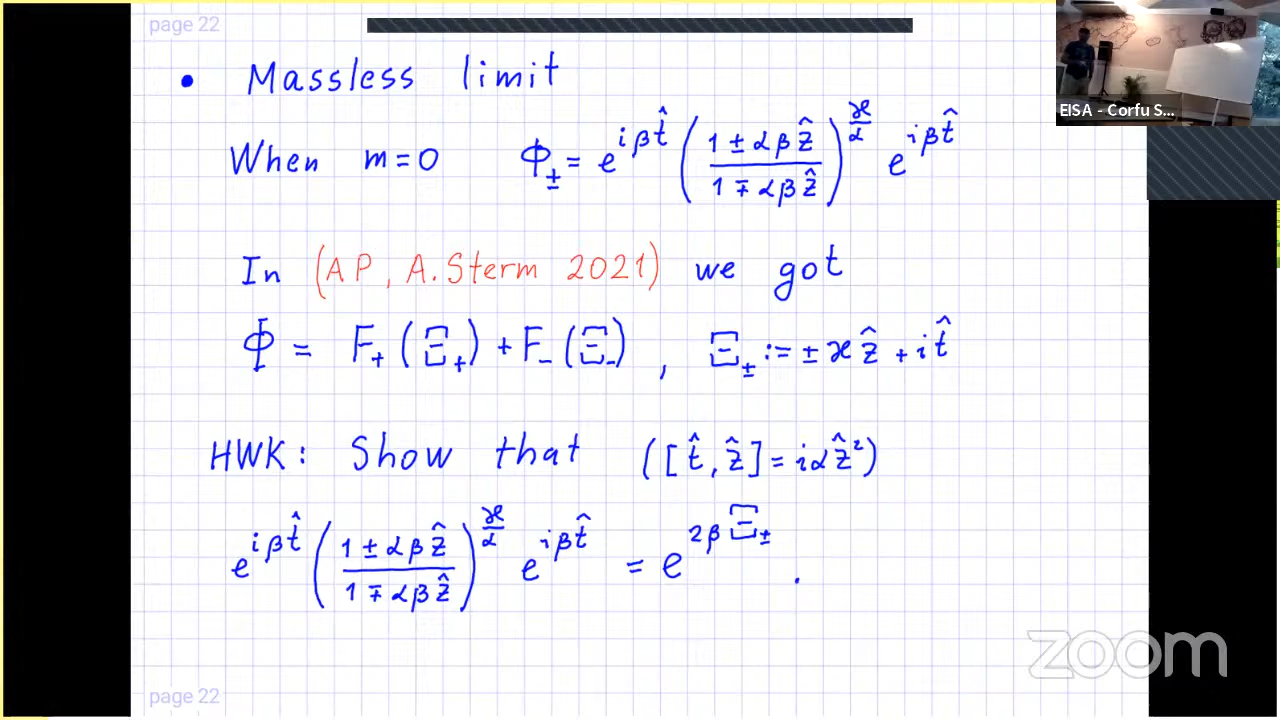 page 22
EISA - Corfu S...
• Massless limit
When m=0 Φ± = e^{iβt̂} ( (1 ± αβẑ) / (1 ∓ αβẑ) )^{ϰ/α} e^{iβt̂}
In (AP, A. Sterm 2021) we got
Φ = F₊(Ξ₊) + F₋(Ξ₋) , Ξ± := ±ϰẑ + it̂
HWK: Show that ([t̂, ẑ] = iαẑ²)
e^{iβt̂} ( (1 ± αβẑ) / (1 ∓ αβẑ) )^{ϰ/α} e^{iβt̂} = e^{2βΞ±} .
zoom
page 22